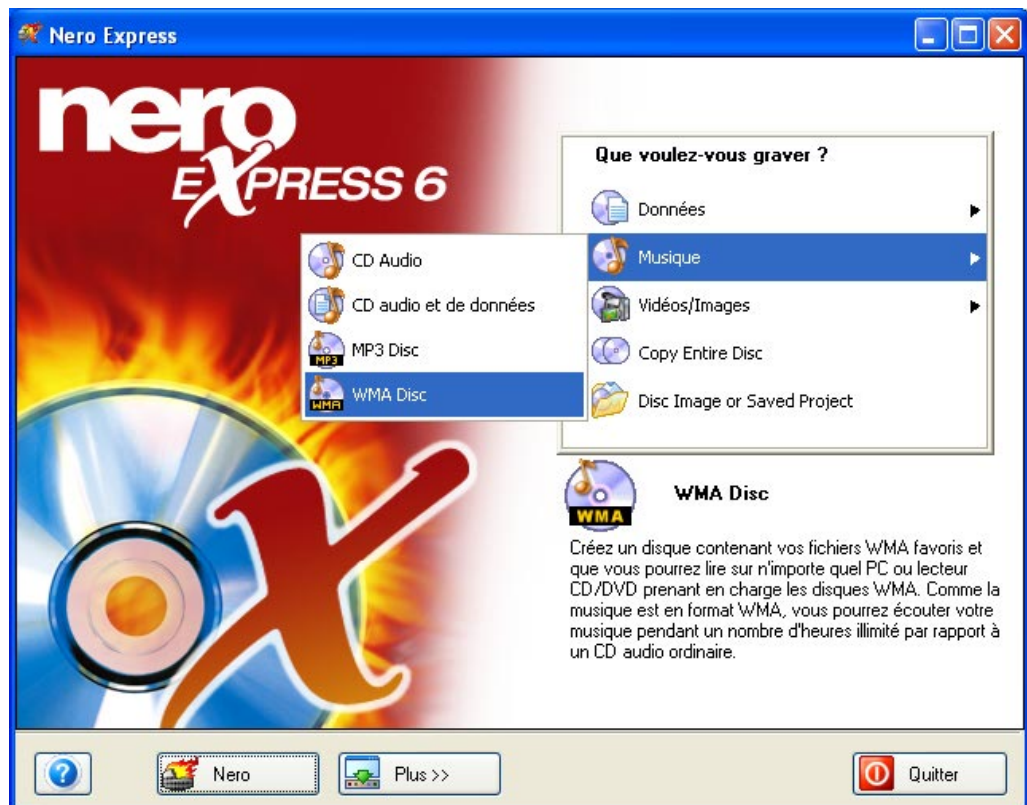 Nero Express
nero
EXPRESS 6
Que voulez-vous graver ?
Données
Musique
Vidéos/Images
Copy Entire Disc
Disc Image or Saved Project
CD Audio
CD audio et de données
MP3 Disc
MP3
WMA Disc
WMA
WMA
WMA Disc
Créez un disque contenant vos fichiers WMA favoris et
que vous pourrez lire sur n'importe quel PC ou lecteur
CD/DVD prenant en charge les disques WMA. Comme la
musique est en format WMA, vous pourrez écouter votre
musique pendant un nombre d'heures illimité par rapport à
un CD audio ordinaire.
?
Nero
Plus >>
Quitter